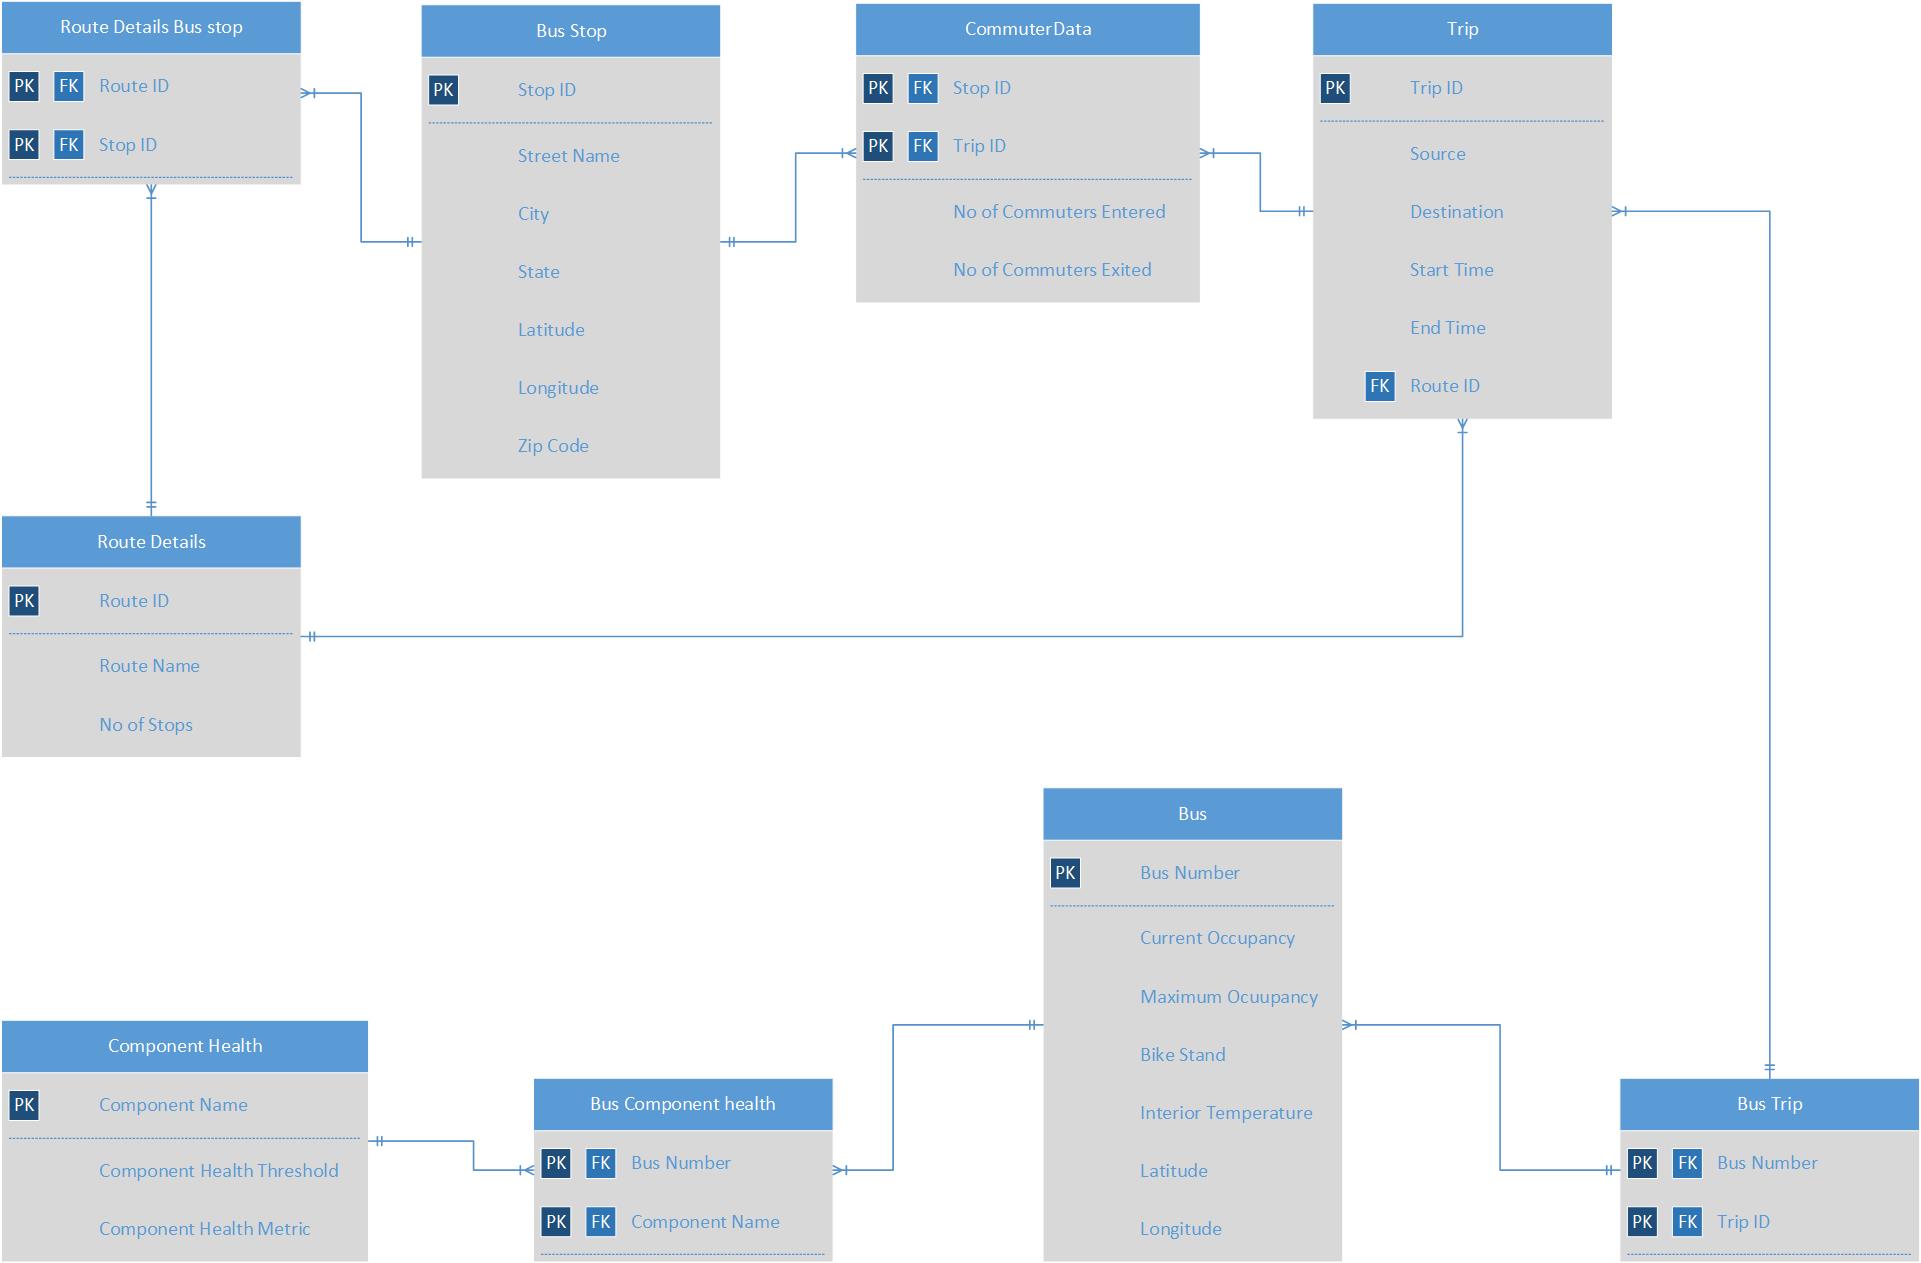 Route Details Bus stop
PK FK Route ID
PK FK Stop ID
Bus Stop
PK Stop ID
Street Name
City
State
Latitude
Longitude
Zip Code
CommuterData
PK FK Stop ID
PK FK Trip ID
No of Commuters Entered
No of Commuters Exited
Trip
PK Trip ID
Source
Destination
Start Time
End Time
FK Route ID
Route Details
PK Route ID
Route Name
No of Stops
Bus
PK Bus Number
Current Occupancy
Maximum Ocuupancy
Bike Stand
Interior Temperature
Latitude
Longitude
Component Health
PK Component Name
Component Health Threshold
Component Health Metric
Bus Component health
PK FK Bus Number
PK FK Component Name
Bus Trip
PK FK Bus Number
PK FK Trip ID